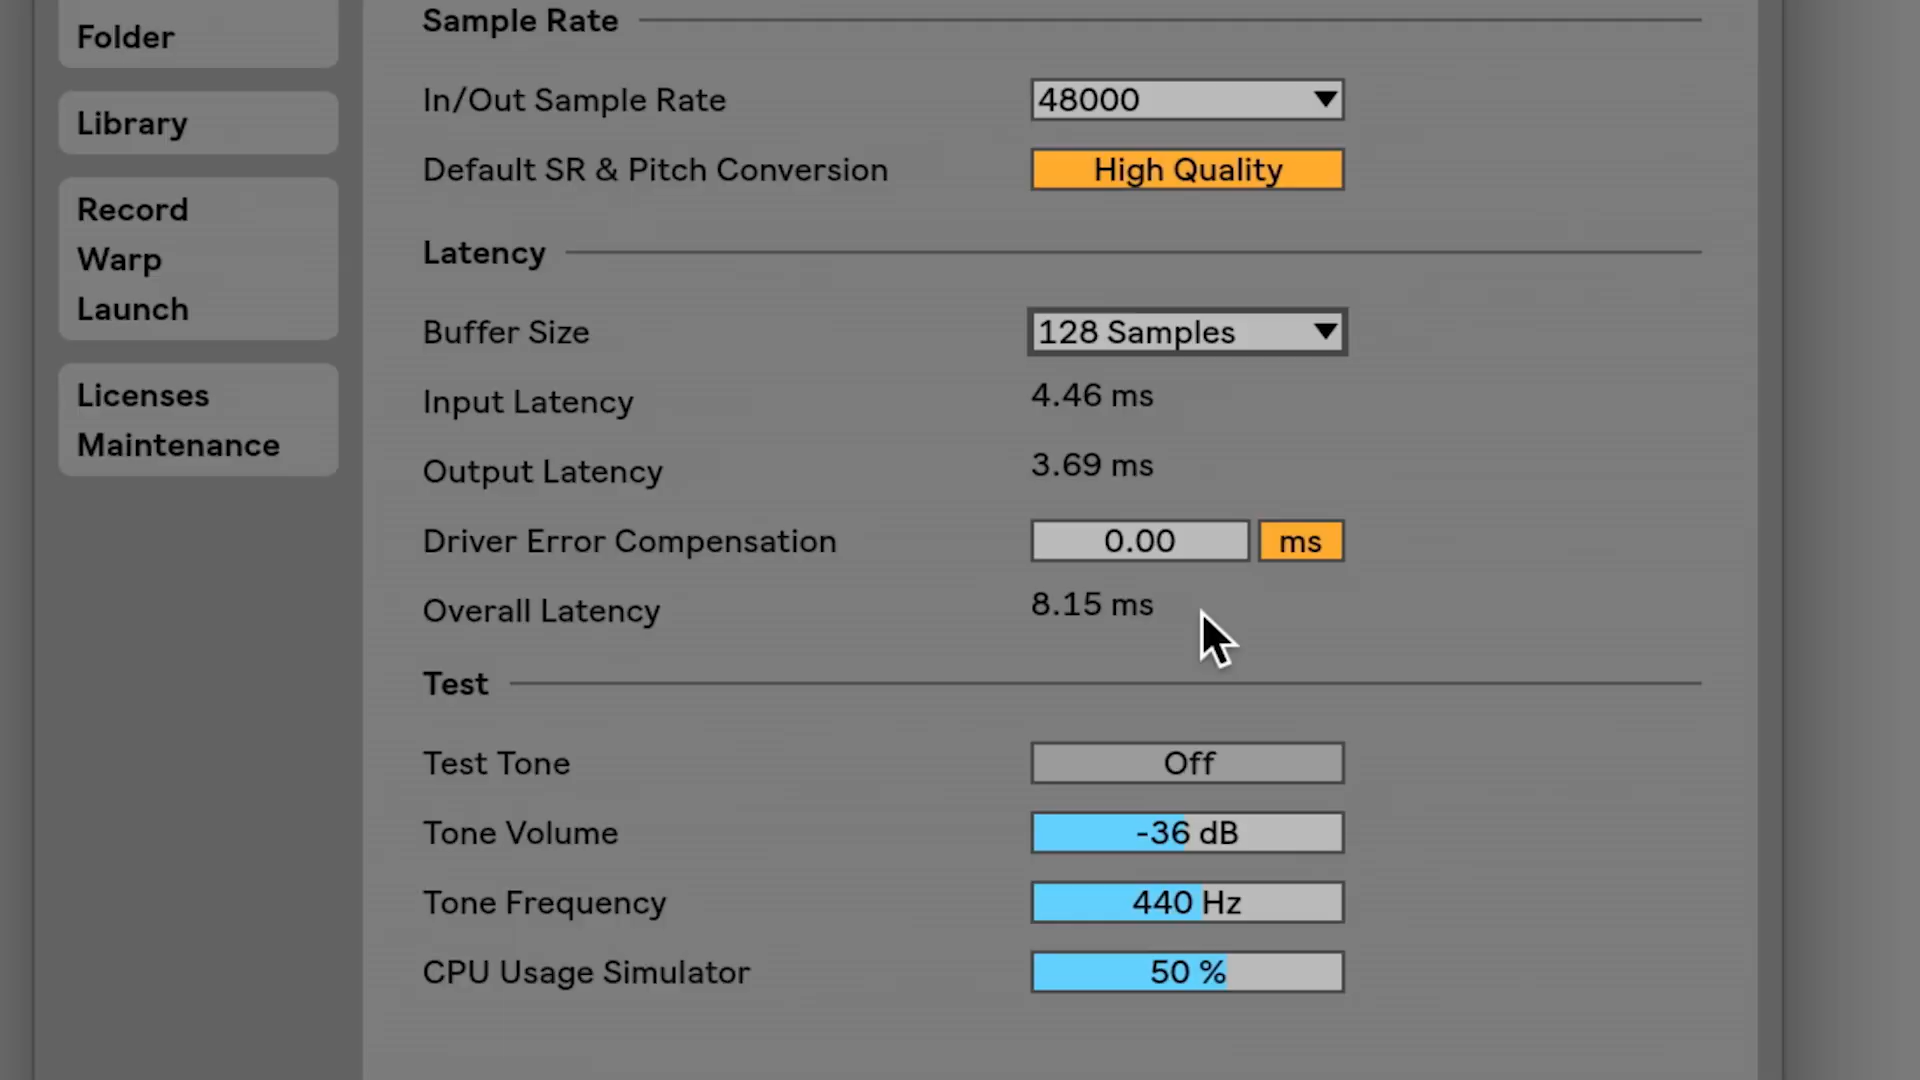 Folder
Library
Record
Warp
Launch
Licenses
Maintenance
Sample Rate
In/Out Sample Rate 48000
Default SR & Pitch Conversion High Quality
Latency
Buffer Size 128 Samples
Input Latency 4.46 ms
Output Latency 3.69 ms
Driver Error Compensation 0.00 ms
Overall Latency 8.15 ms
Test
Test Tone Off
Tone Volume -36 dB
Tone Frequency 440 Hz
CPU Usage Simulator 50 %